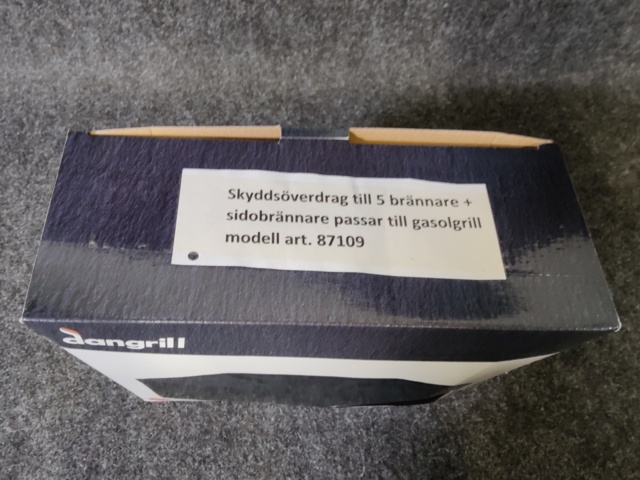 Skyddsöverdrag till 5 brännare +
sidobrännare passar till gasolgrill
modell art. 87109
dangrill